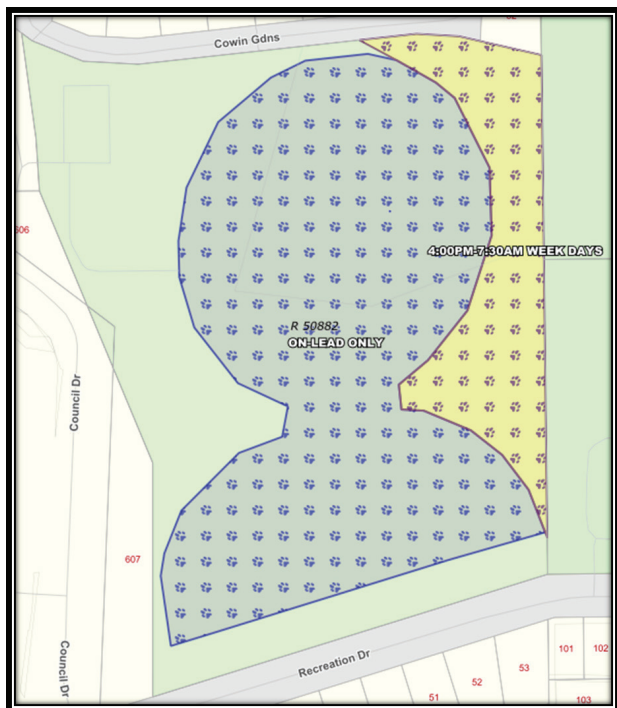 52
Cowin Gdns
606
4:00PM-7:30AM WEEK DAYS
R 50882
ON-LEAD ONLY
Council Dr
607
Council Dr
Recreation Dr
101
102
53
52
51
103